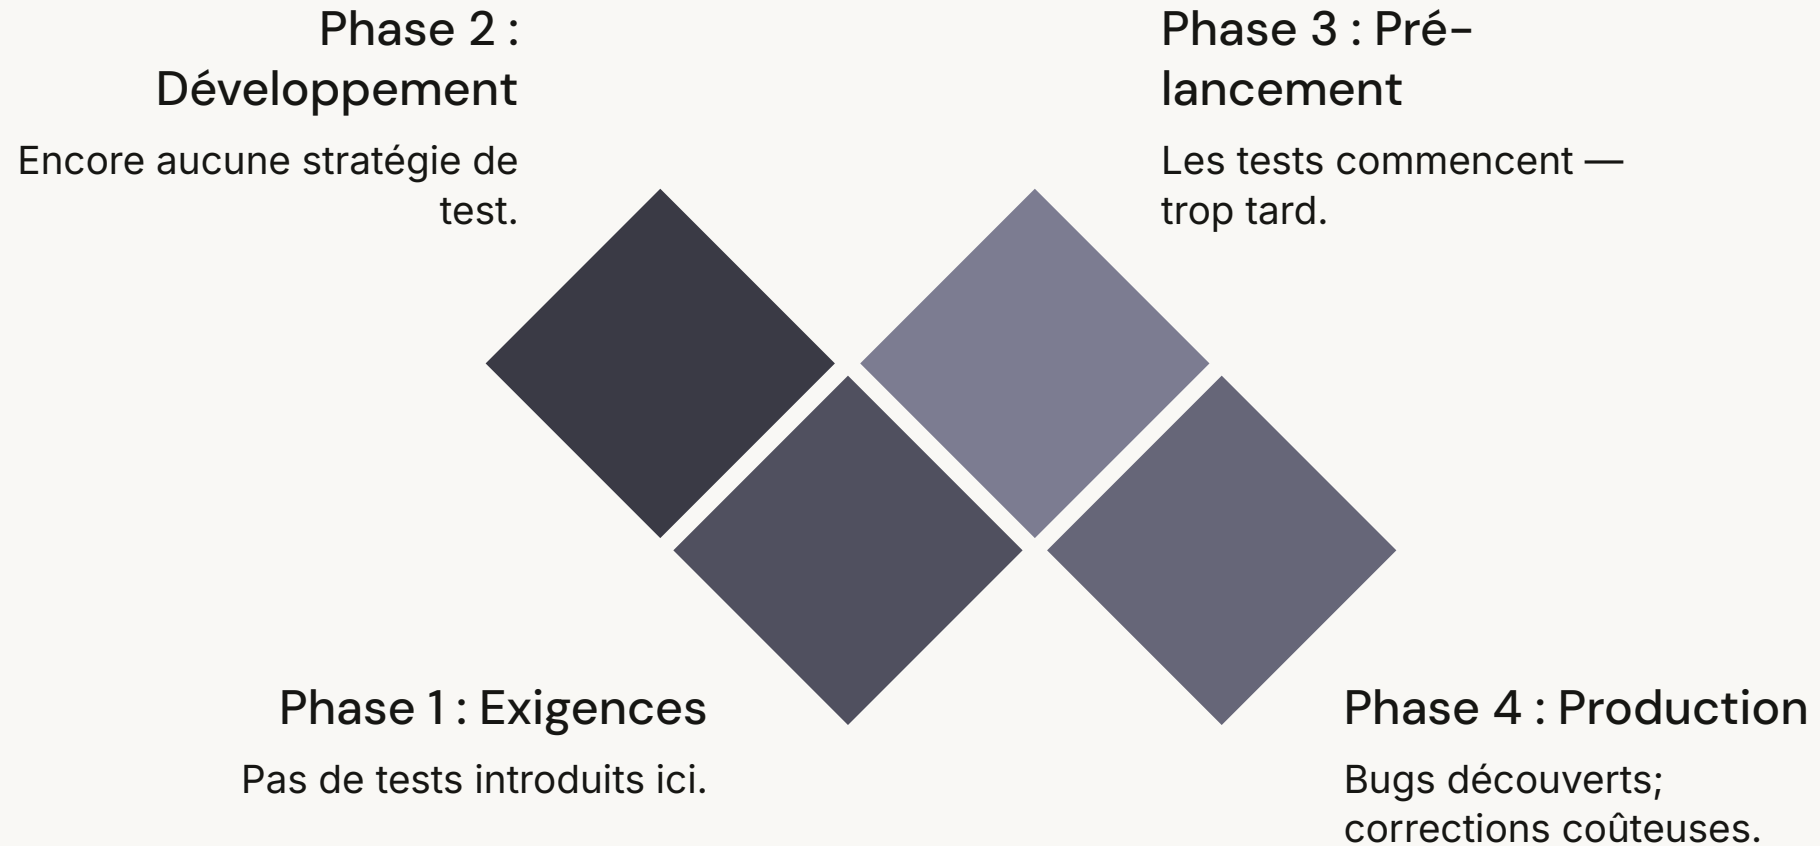 Phase 2 :
Développement
Encore aucune stratégie de
test.
Phase 3 : Pré-
lancement
Les tests commencent —
trop tard.
Phase 1 : Exigences
Pas de tests introduits ici.
Phase 4 : Production
Bugs découverts;
corrections coûteuses.